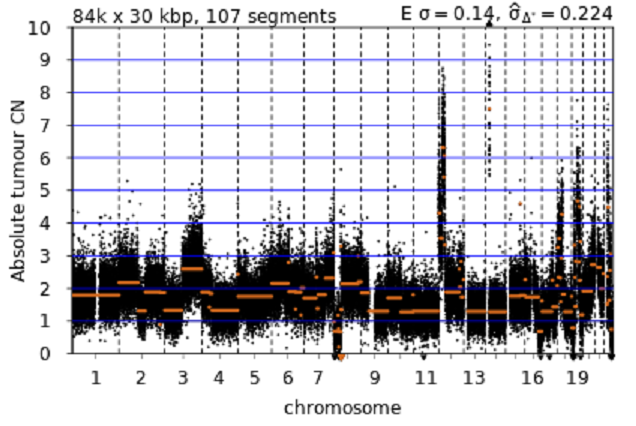 84k x 30 kbp, 107 segments
E σ = 0.14, σ̂Δ* = 0.224
Absolute tumour CN
10
9
8
7
6
5
4
3
2
1
0
1 2 3 4 5 6 7 9 11 13 16 19
chromosome